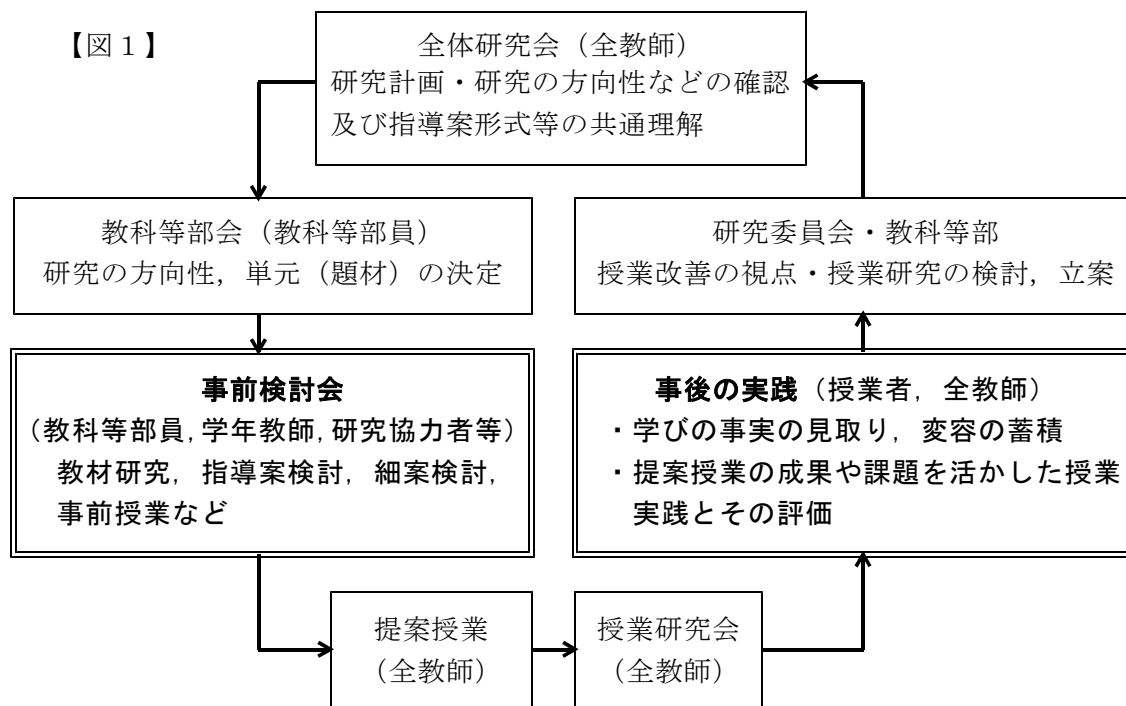 【図１】
全体研究会（全教師）
研究計画・研究の方向性などの確認
及び指導案形式等の共通理解
教科等部会（教科等部員）
研究の方向性，単元（題材）の決定
研究委員会・教科等部
授業改善の視点・授業研究の検討，立案
事前検討会
（教科等部員，学年教師，研究協力者等）
教材研究，指導案検討，細案検討，
事前授業など
事後の実践（授業者，全教師）
・学びの事実の見取り，変容の蓄積
・提案授業の成果や課題を活かした授業
実践とその評価
提案授業
（全教師）
授業研究会
（全教師）